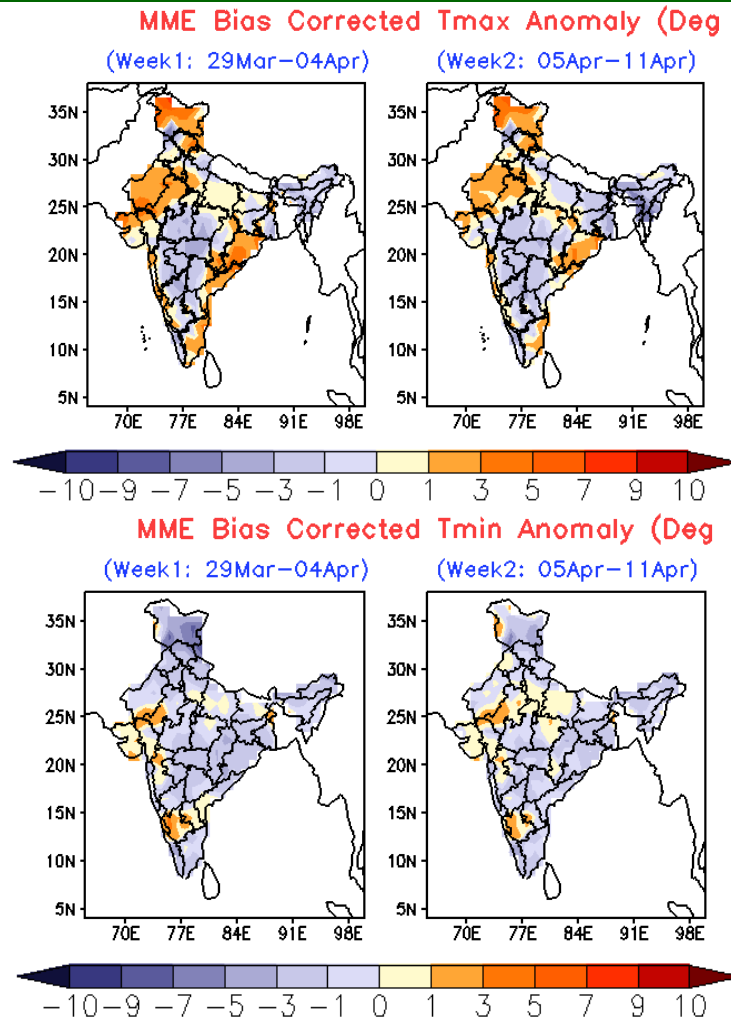 MME Bias Corrected Tmax Anomaly (Deg
(Week1: 29Mar-04Apr) (Week2: 05Apr-11Apr)
35N 35N
30N 30N
25N 25N
20N 20N
15N 15N
10N 10N
5N 5N
70E 77E 84E 91E 98E 70E 77E 84E 91E 98E
-10 -9 -7 -5 -3 -1 0 1 3 5 7 9 10
MME Bias Corrected Tmin Anomaly (Deg
(Week1: 29Mar-04Apr) (Week2: 05Apr-11Apr)
35N 35N
30N 30N
25N 25N
20N 20N
15N 15N
10N 10N
5N 5N
70E 77E 84E 91E 98E 70E 77E 84E 91E 98E
-10 -9 -7 -5 -3 -1 0 1 3 5 7 9 10